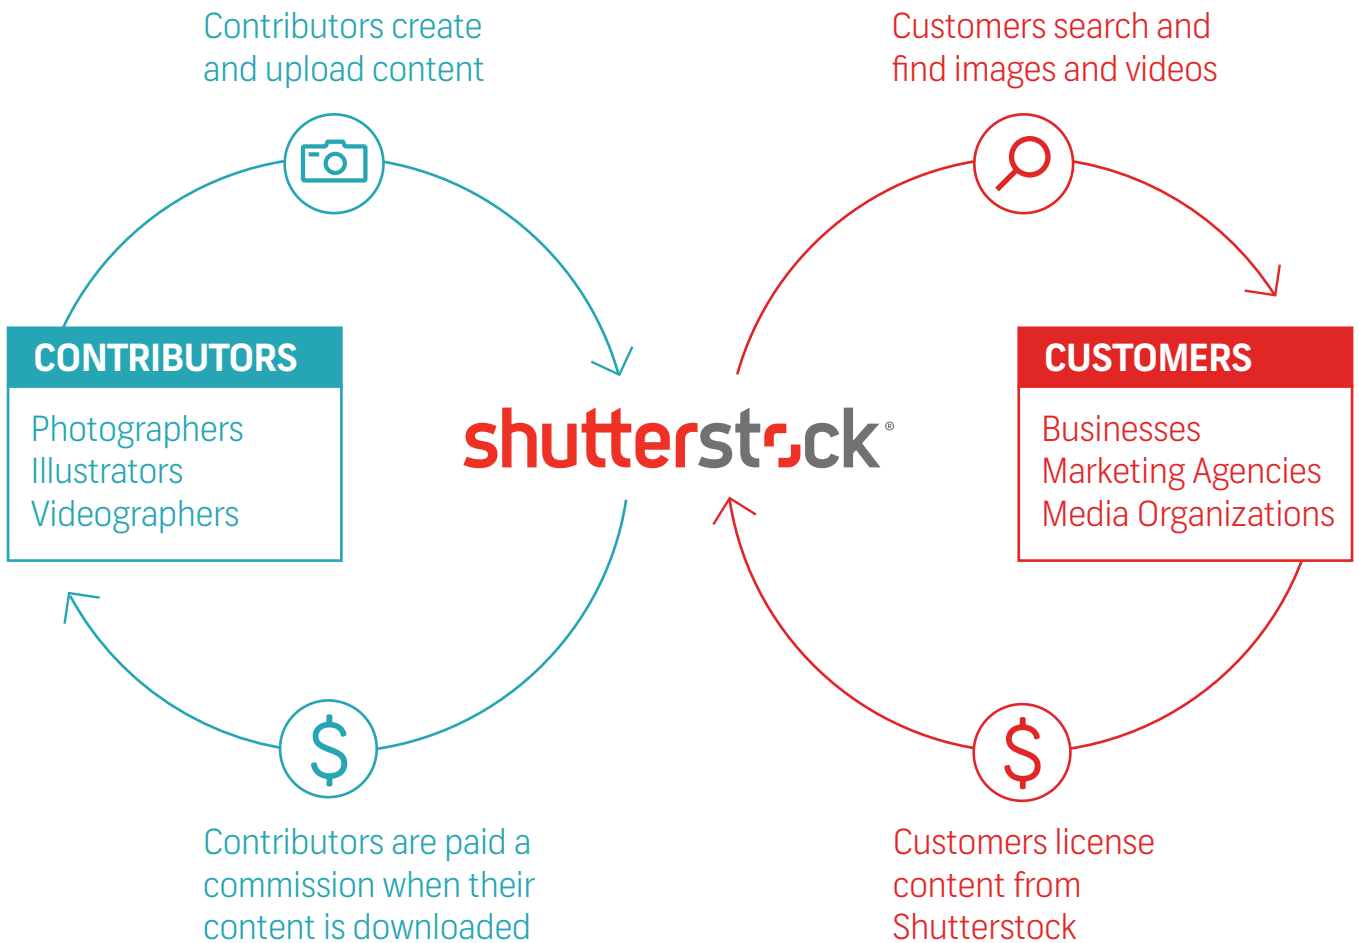 Contributors create
and upload content
Customers search and
find images and videos
CONTRIBUTORS
Photographers
Illustrators
Videographers
shutterstock®
CUSTOMERS
Businesses
Marketing Agencies
Media Organizations
$
$
Contributors are paid a
commission when their
content is downloaded
Customers license
content from
Shutterstock